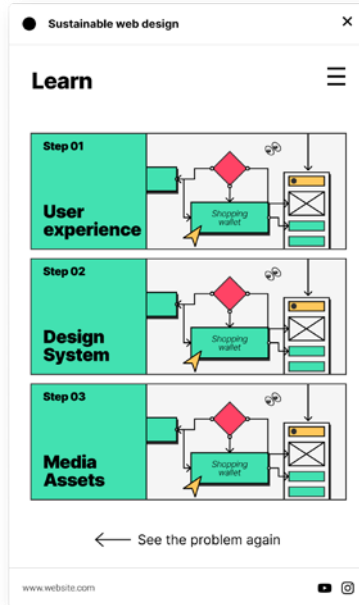 Sustainable web design
Learn
Step 01
User
experience
Shopping
wallet
Step 02
Design
System
Shopping
wallet
Step 03
Media
Assets
Shopping
wallet
See the problem again
www.website.com